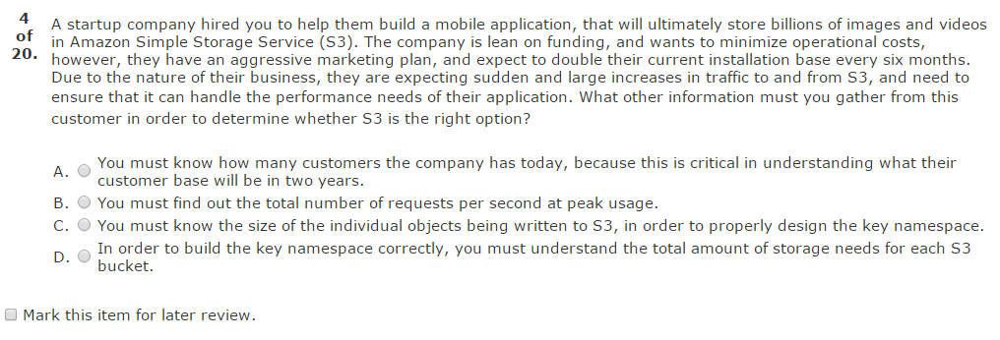 4
of
20.
A startup company hired you to help them build a mobile application, that will ultimately store billions of images and videos
in Amazon Simple Storage Service (S3). The company is lean on funding, and wants to minimize operational costs,
however, they have an aggressive marketing plan, and expect to double their current installation base every six months.
Due to the nature of their business, they are expecting sudden and large increases in traffic to and from S3, and need to
ensure that it can handle the performance needs of their application. What other information must you gather from this
customer in order to determine whether S3 is the right option?
A. You must know how many customers the company has today, because this is critical in understanding what their
customer base will be in two years.
B. You must find out the total number of requests per second at peak usage.
C. You must know the size of the individual objects being written to S3, in order to properly design the key namespace.
D. In order to build the key namespace correctly, you must understand the total amount of storage needs for each S3
bucket.
Mark this item for later review.